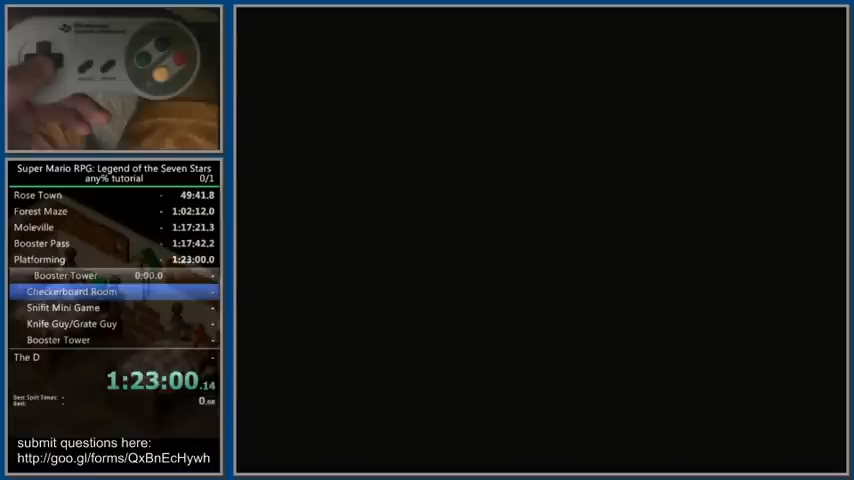 Super Mario RPG: Legend of the Seven Stars
any% tutorial 0/1
Rose Town - 49:41.8
Forest Maze - 1:02:12.0
Moleville - 1:17:21.3
Booster Pass - 1:17:42.2
Platforming - 1:23:00.0
Booster Tower 0:00.0 -
Checkerboard Room -
Snifit Mini Game -
Knife Guy/Grate Guy -
Booster Tower -
The D -
1:23:00.14
Best Split Times: -
Best: - 0.08
submit questions here:
http://goo.gl/forms/QxBnEcHywh